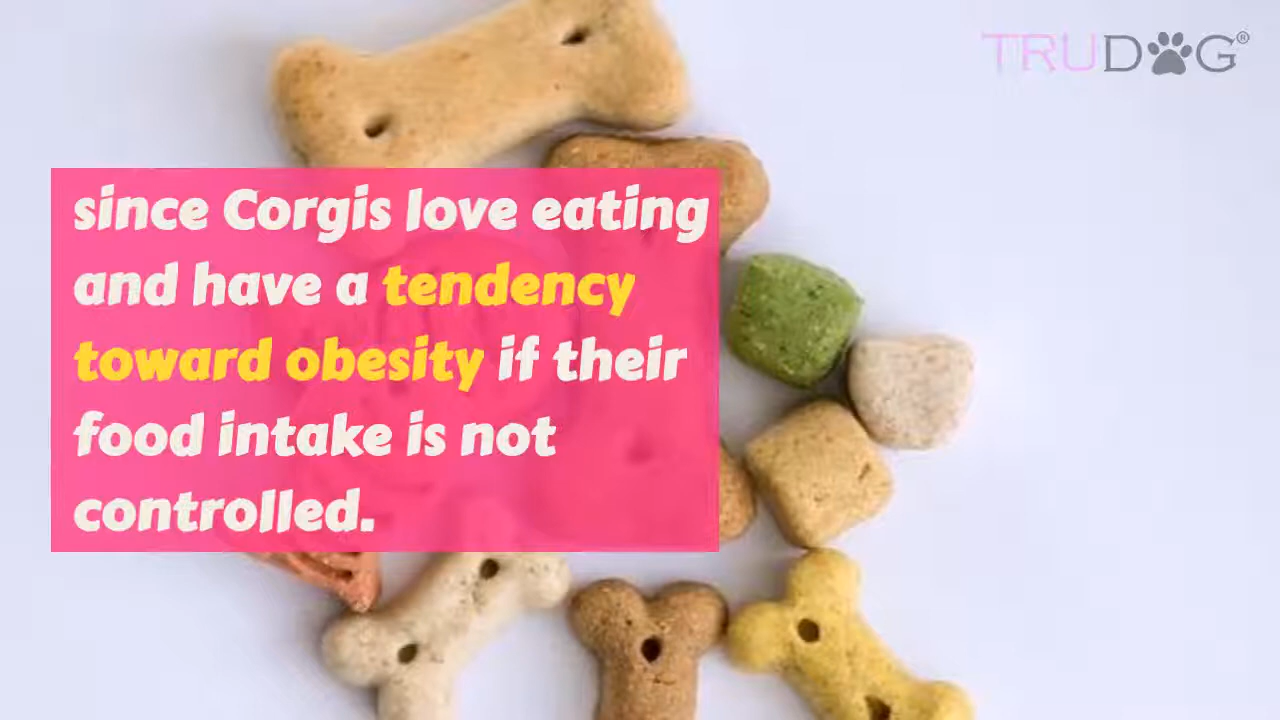 TRUDOG®
since Corgis love eating
and have a tendency
toward obesity if their
food intake is not
controlled.